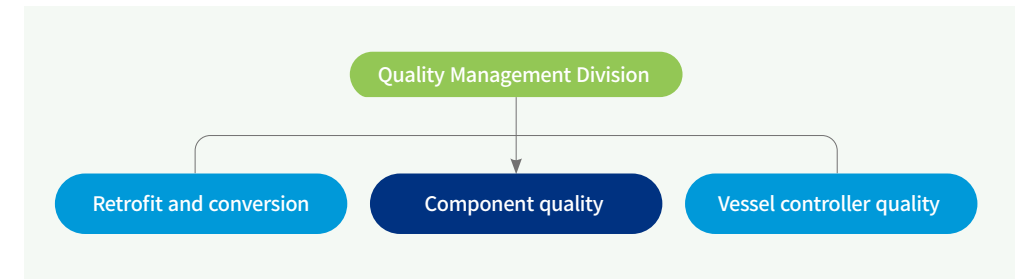 Quality Management Division
Retrofit and conversion
Component quality
Vessel controller quality